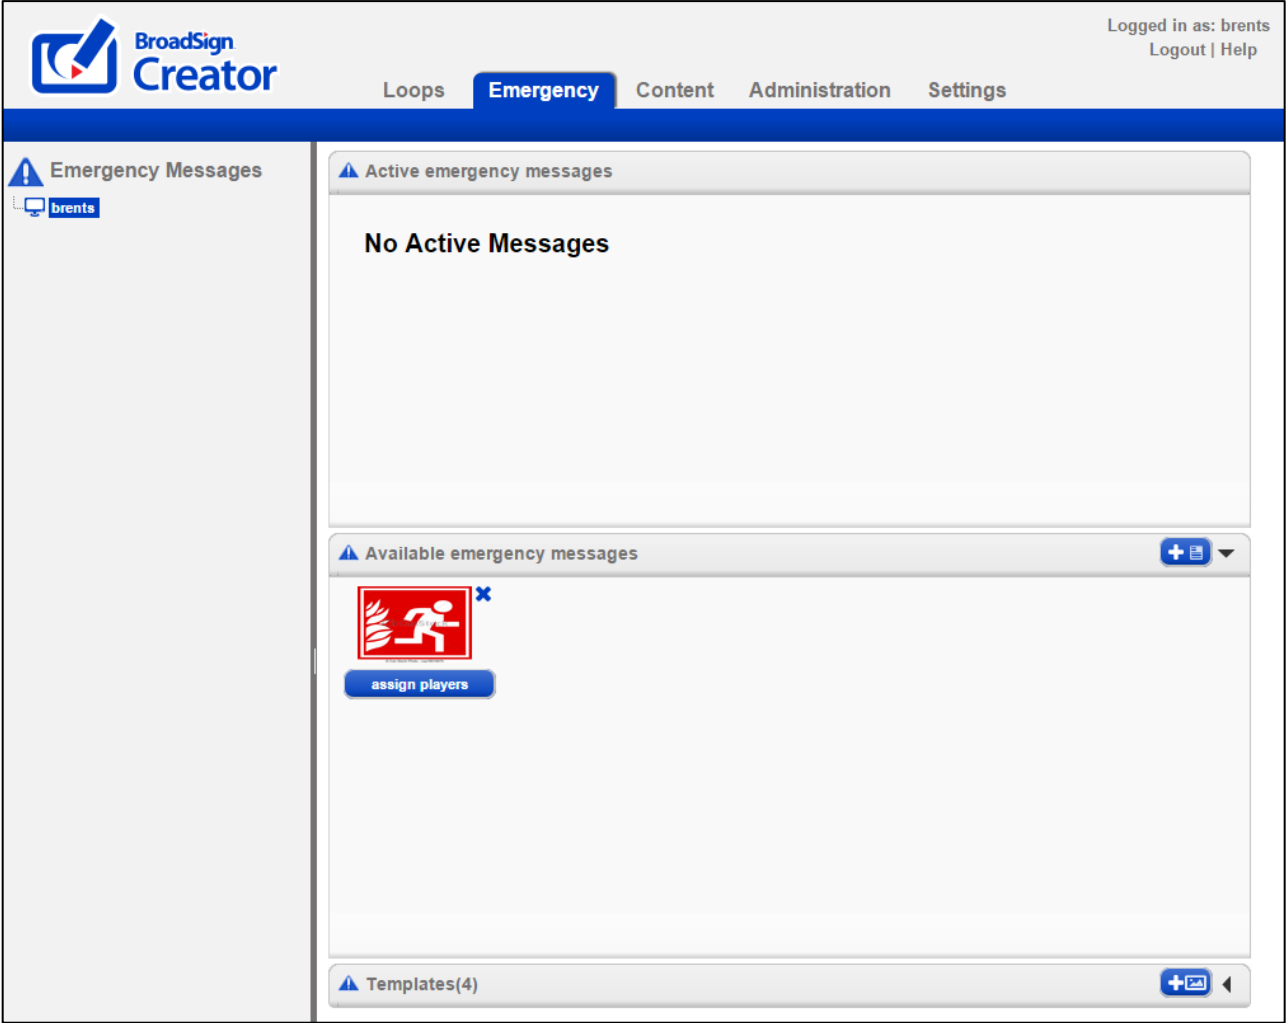 Logged in as: brents
Logout | Help
BroadSign
Creator
Loops
Emergency
Content
Administration
Settings
Emergency Messages
brents
Active emergency messages
No Active Messages
Available emergency messages
assign players
Templates(4)